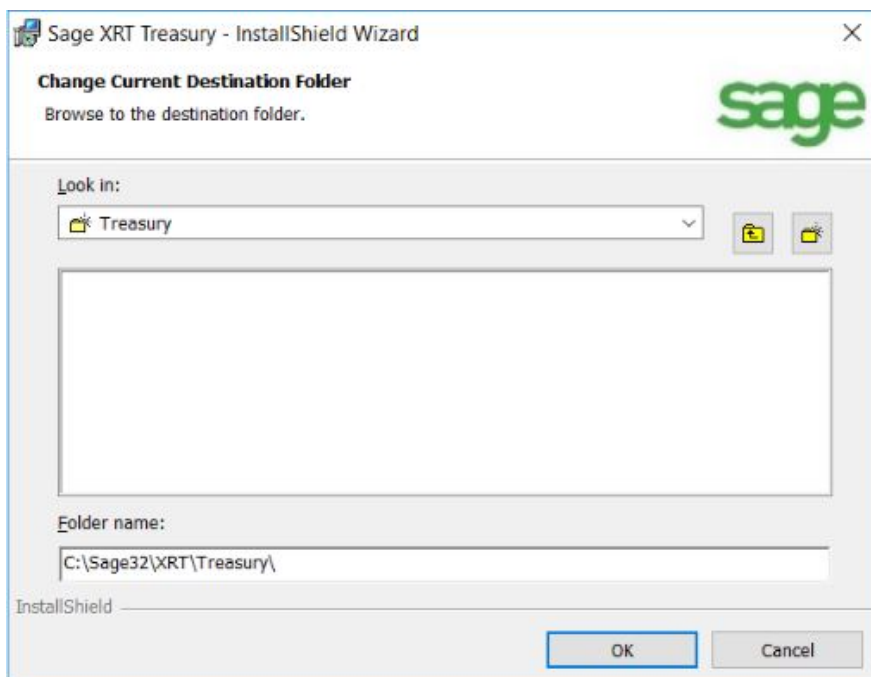 Sage XRT Treasury - InstallShield Wizard
Change Current Destination Folder
Browse to the destination folder.
sage
Look in:
Treasury
Folder name:
C:\Sage32\XRT\Treasury\
InstallShield
OK
Cancel